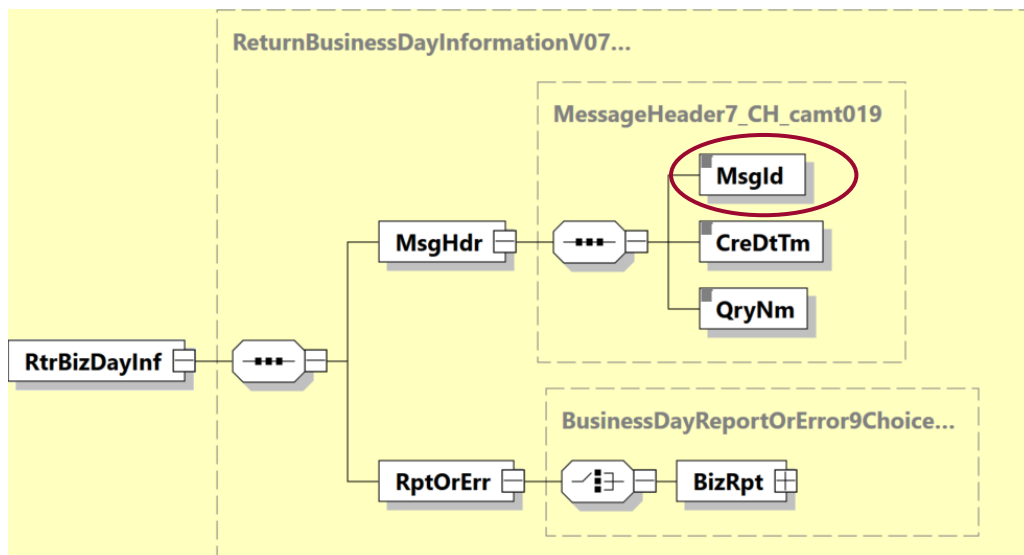 ReturnBusinessDayInformationV07...
MessageHeader7_CH_camt019
MsgId
MsgHdr
CreDtTm
QryNm
RtrBizDayInf
BusinessDayReportOrError9Choice...
RptOrErr
BizRpt